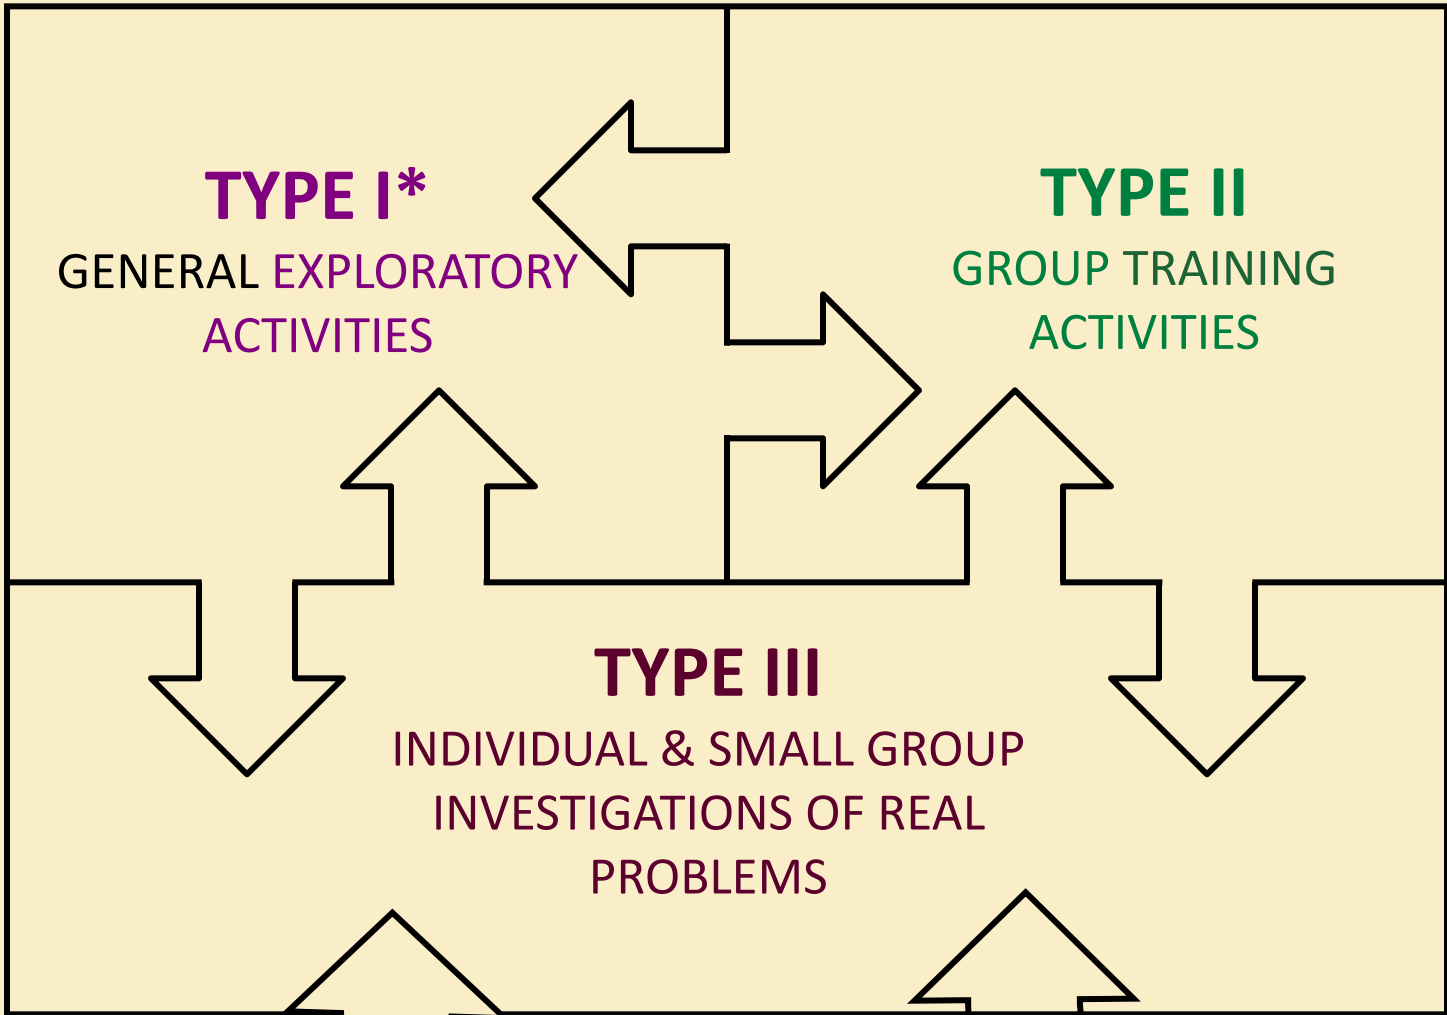 TYPE I*
GENERAL EXPLORATORY
ACTIVITIES
TYPE II
GROUP TRAINING
ACTIVITIES
TYPE III
INDIVIDUAL & SMALL GROUP
INVESTIGATIONS OF REAL
PROBLEMS